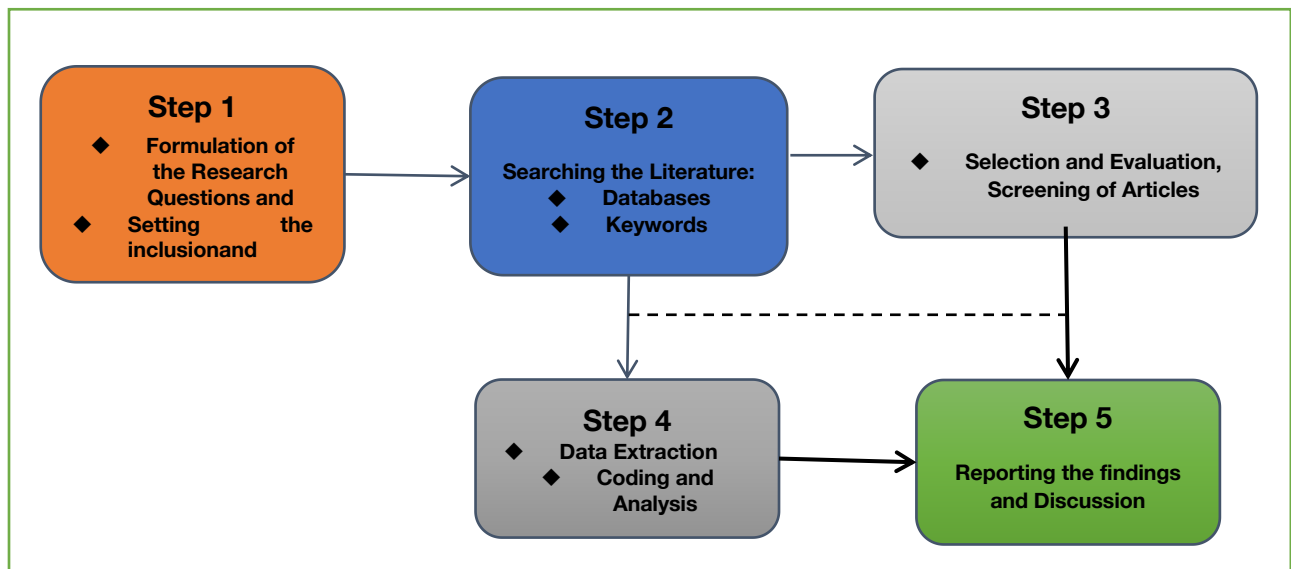 Step 1
◆ Formulation of
the Research
Questions and
◆ Setting the
inclusionand
Step 2
Searching the Literature:
◆ Databases
◆ Keywords
Step 3
◆ Selection and Evaluation,
Screening of Articles
Step 4
◆ Data Extraction
◆ Coding and
Analysis
Step 5
Reporting the findings
and Discussion